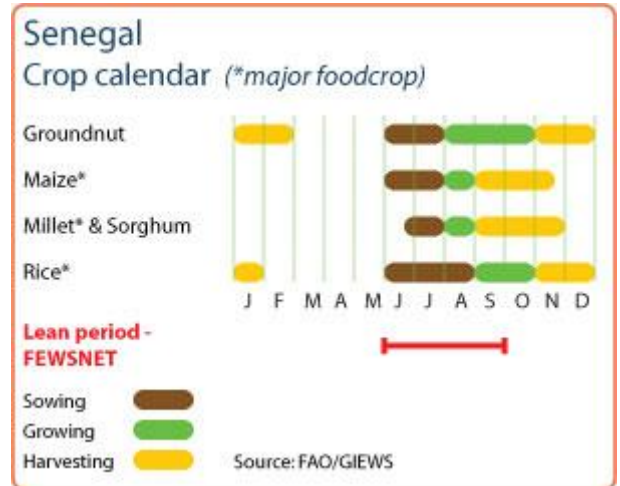 Senegal
Crop calendar (*major foodcrop)
Groundnut
Maize*
Millet* & Sorghum
Rice*
J F M A M J J A S O N D
Lean period -
FEWSNET
Sowing
Growing
Harvesting
Source: FAO/GIEWS